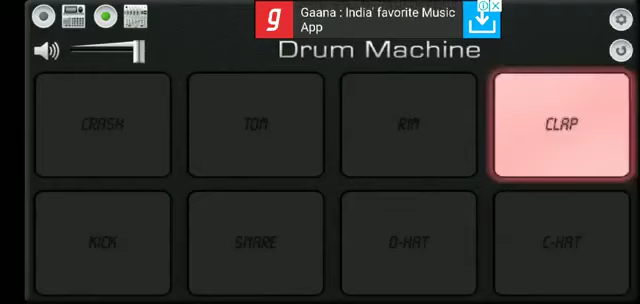 g Gaana : India' favorite Music
App
Drum Machine
CRASH TOM RIM CLAP
KICK SNARE O-HAT C-HAT